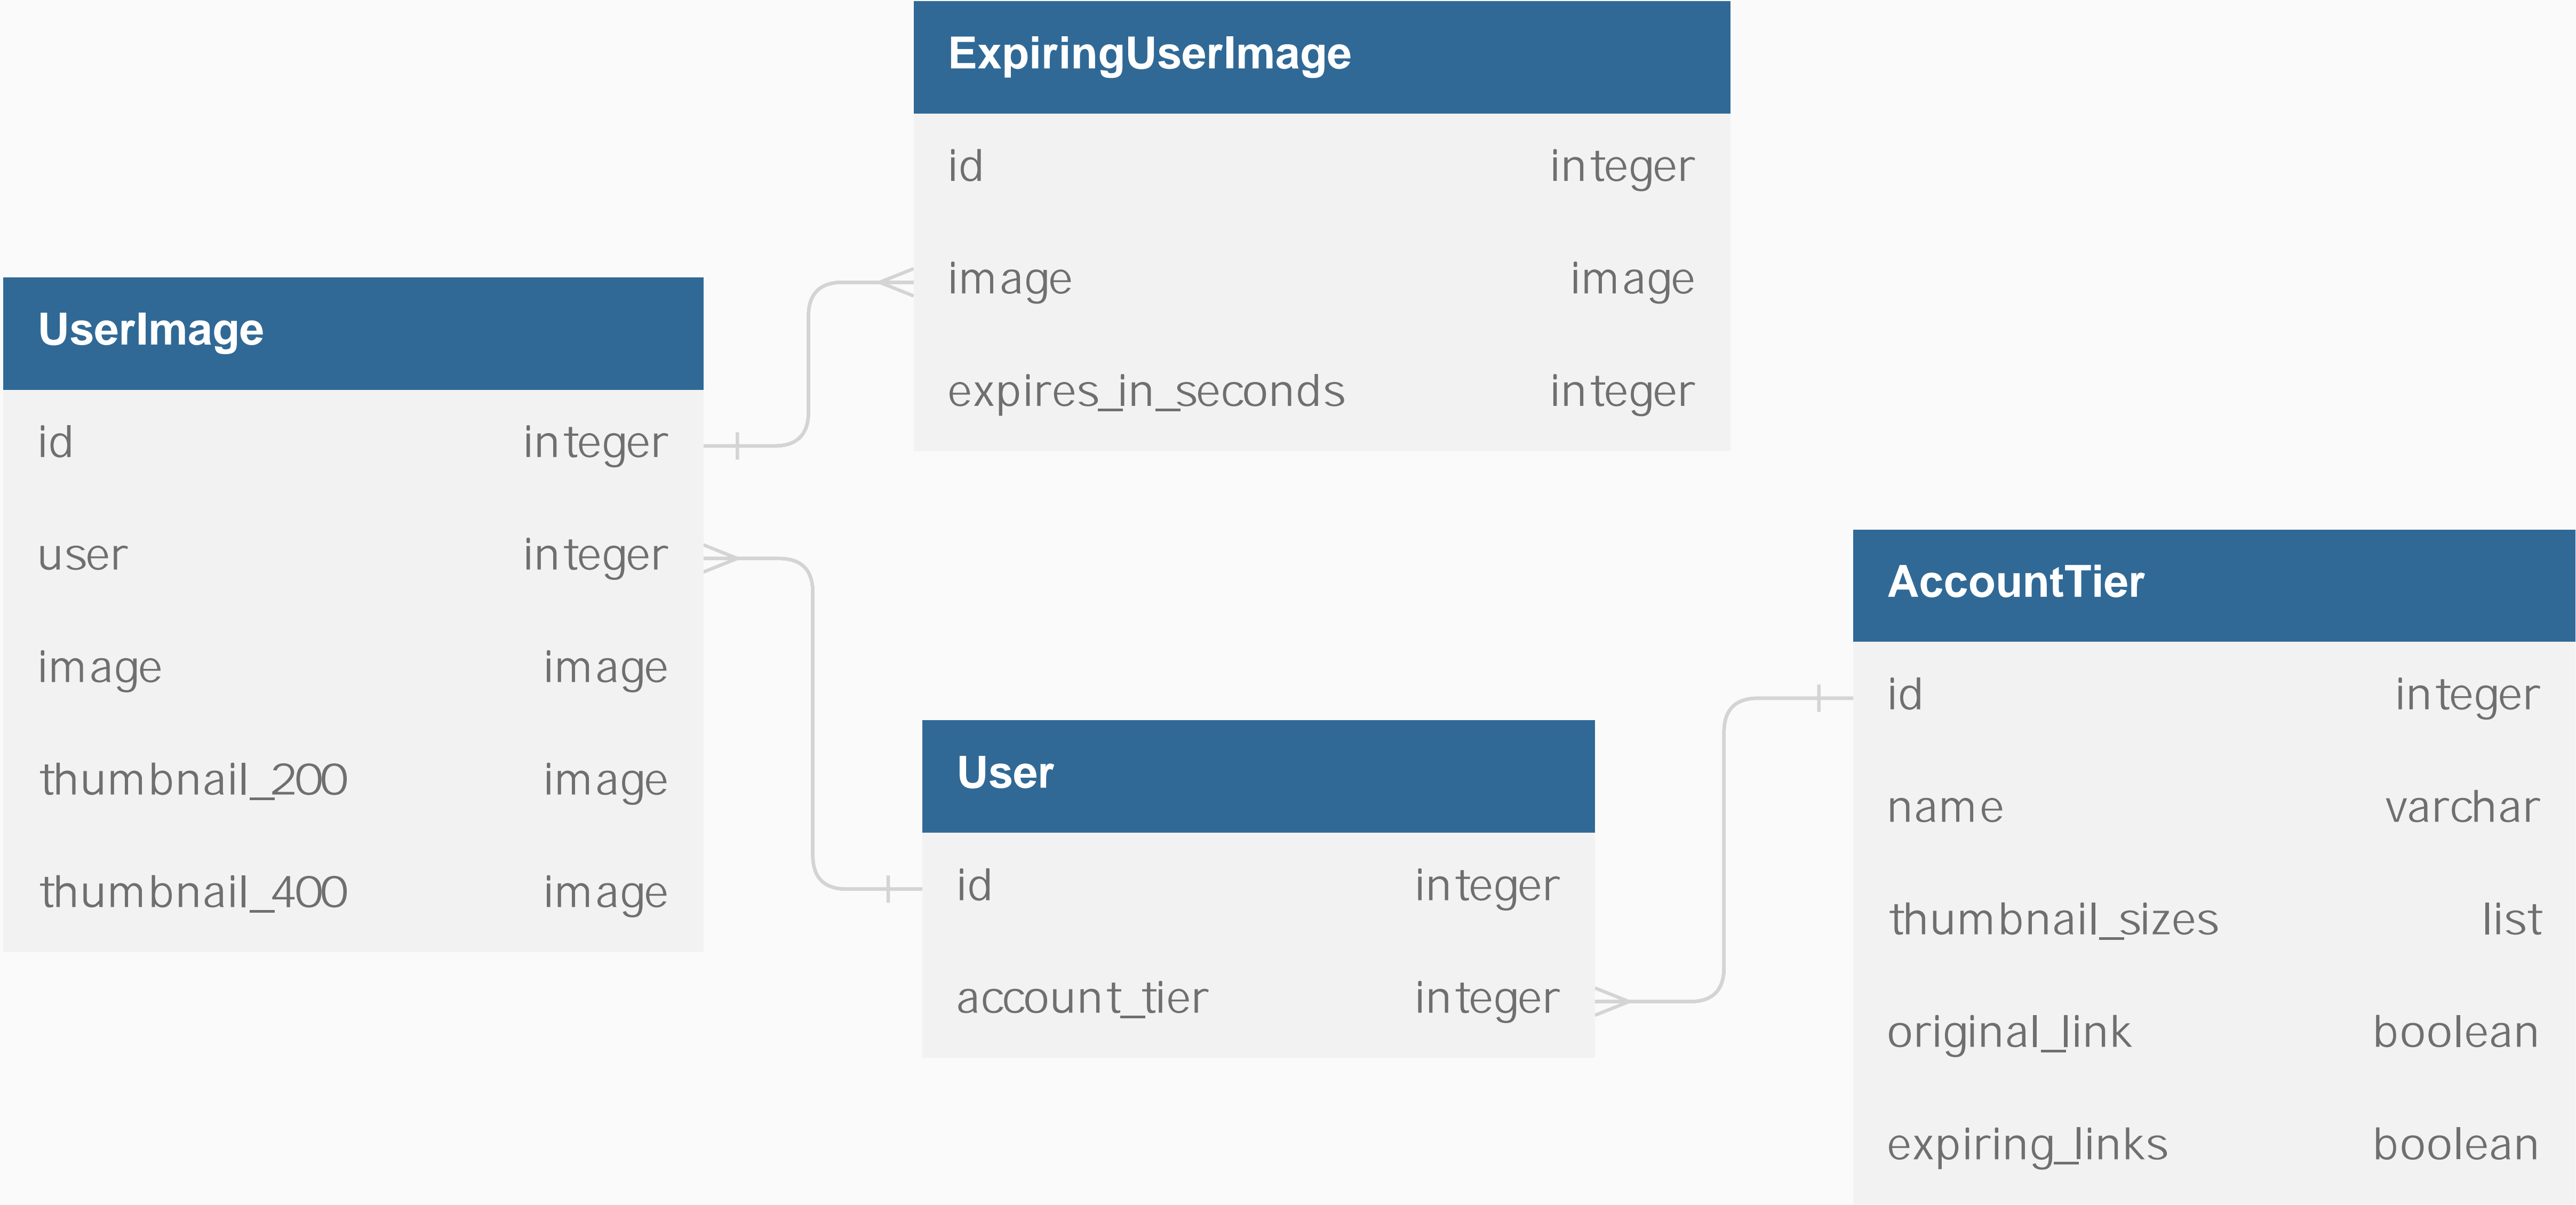 ExpiringUserImage
id integer
image image
expires_in_seconds integer
UserImage
id integer
user integer
image image
thumbnail_200 image
thumbnail_400 image
User
id integer
account_tier integer
AccountTier
id integer
name varchar
thumbnail_sizes list
original_link boolean
expiring_links boolean